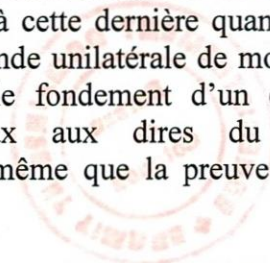 à cette dernière quan
nde unilatérale de mo
e fondement d'un
x aux dires du
même que la preuve